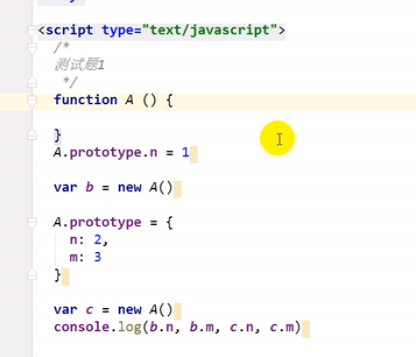 <script type="text/javascript">
/*
测试题1
*/
function A () {
}
A.prototype.n = 1
var b = new A()
A.prototype = {
n: 2,
m: 3
}
var c = new A()
console.log(b.n, b.m, c.n, c.m)